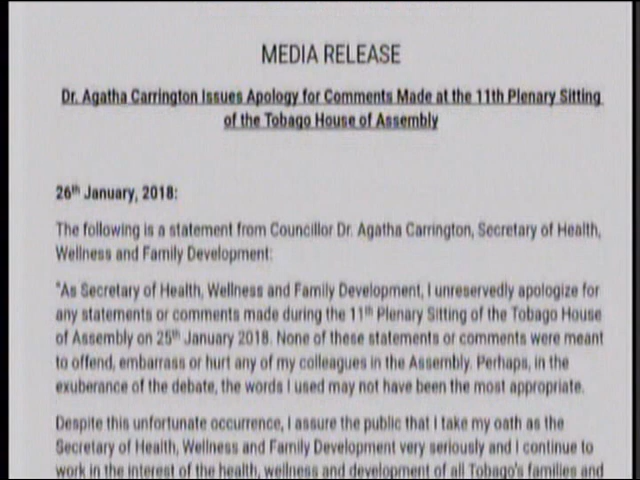 MEDIA RELEASE
Dr. Agatha Carrington Issues Apology for Comments Made at the 11th Plenary Sitting
of the Tobago House of Assembly
26th January, 2018:
The following is a statement from Councillor Dr. Agatha Carrington, Secretary of Health,
Wellness and Family Development:
"As Secretary of Health, Wellness and Family Development, I unreservedly apologize for
any statements or comments made during the 11th Plenary Sitting of the Tobago House
of Assembly on 25th January 2018. None of these statements or comments were meant
to offend, embarrass or hurt any of my colleagues in the Assembly. Perhaps, in the
exuberance of the debate, the words I used may not have been the most appropriate.
Despite this unfortunate occurrence, I assure the public that I take my oath as the
Secretary of Health, Wellness and Family Development very seriously and I continue to
work in the interest of the health, wellness and development of all Tobago's families and